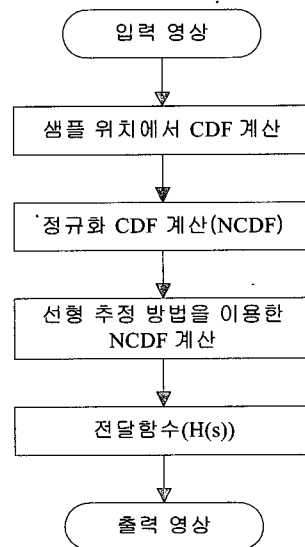 입력 영상
샘플 위치에서 CDF 계산
정규화 CDF 계산(NCDF)
선형 추정 방법을 이용한
NCDF 계산
전달함수(H(s))
출력 영상